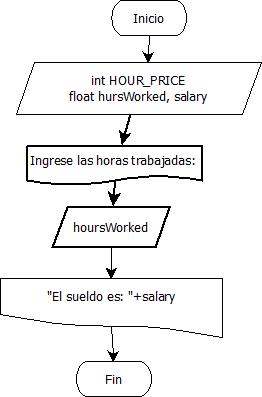 Inicio
int HOUR_PRICE
float hursWorked, salary
Ingrese las horas trabajadas:
hoursWorked
"El sueldo es: "+salary
Fin